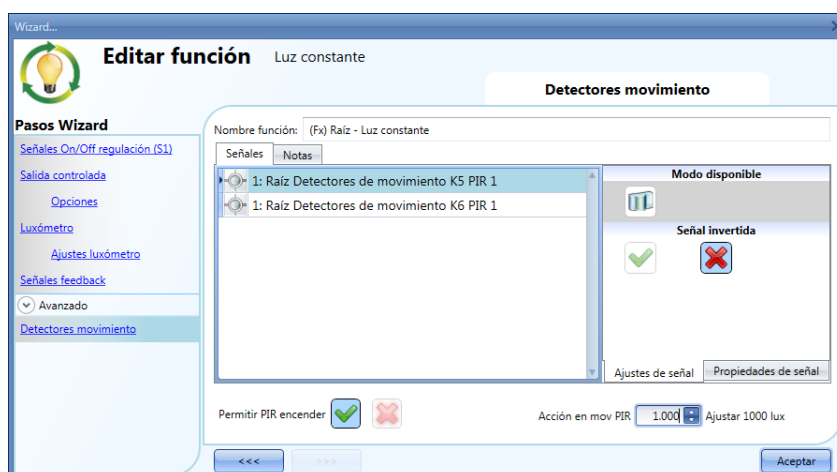 Wizard...
Editar función Luz constante
Detectores movimiento
Pasos Wizard
Señales On/Off regulación (S1)
Salida controlada
Opciones
Luxómetro
Ajustes luxómetro
Señales feedback
Avanzado
Detectores movimiento
Nombre función: (Fx) Raíz - Luz constante
Señales Notas
1: Raíz Detectores de movimiento K5 PIR 1
1: Raíz Detectores de movimiento K6 PIR 1
Modo disponible
Señal invertida
Ajustes de señal Propiedades de señal
Permitir PIR encender
Acción en mov PIR 1.000 Ajustar 1000 lux
<<< >>> Aceptar